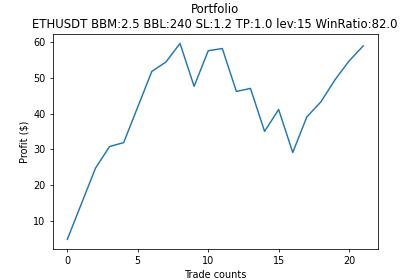 Portfolio
ETHUSDT BBM:2.5 BBL:240 SL:1.2 TP:1.0 lev:15 WinRatio:82.0
60
50
40
30
20
10
Profit ($)
0 5 10 15 20
Trade counts